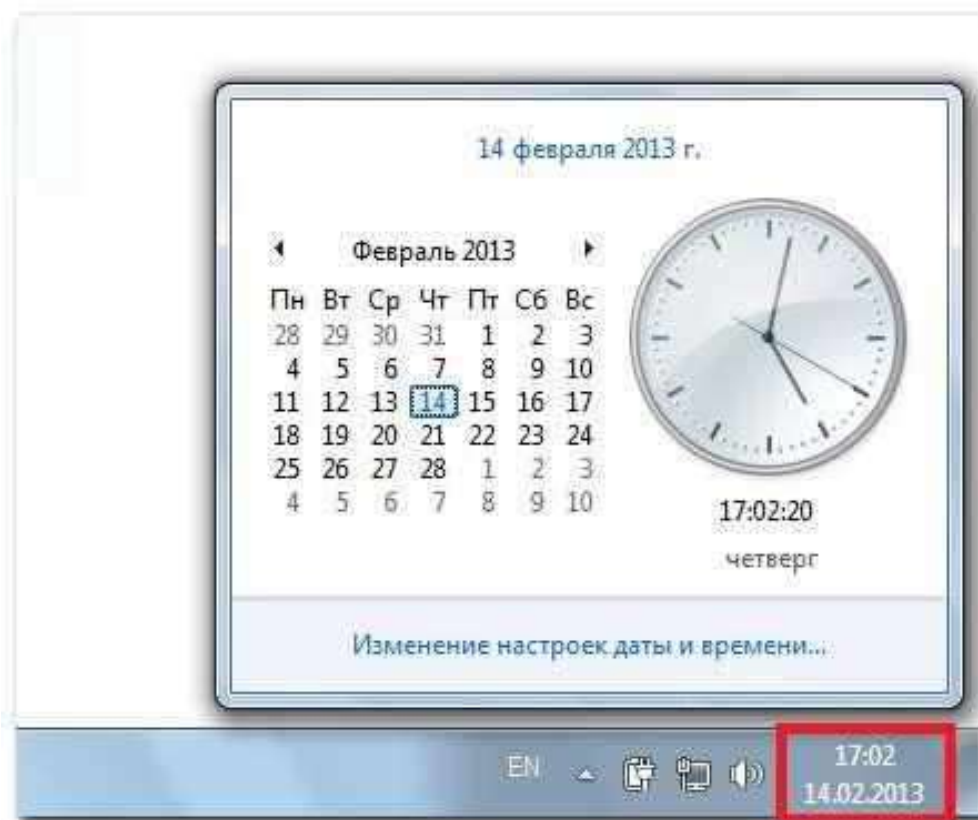 14 февраля 2013 г.
Февраль 2013
Пн Вт Ср Чт Пт Сб Вс
28 29 30 31 1 2 3
4 5 6 7 8 9 10
11 12 13 14 15 16 17
18 19 20 21 22 23 24
25 26 27 28 1 2 3
4 5 6 7 8 9 10
17:02:20
четверг
Изменение настроек даты и времени...
EN
17:02
14.02.2013